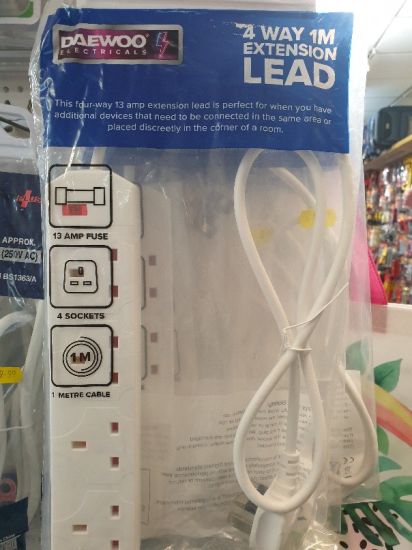 DAEWOO
ELECTRICALS
4 WAY 1M
EXTENSION
LEAD
This four-way 13 amp extension lead is perfect for when you have
additional devices that need to be connected in the same area or
placed discreetly in the corner of a room.
13 AMP FUSE
4 SOCKETS
1M
1 METRE CABLE
APPROX.
(250V AC)
BS1363/A